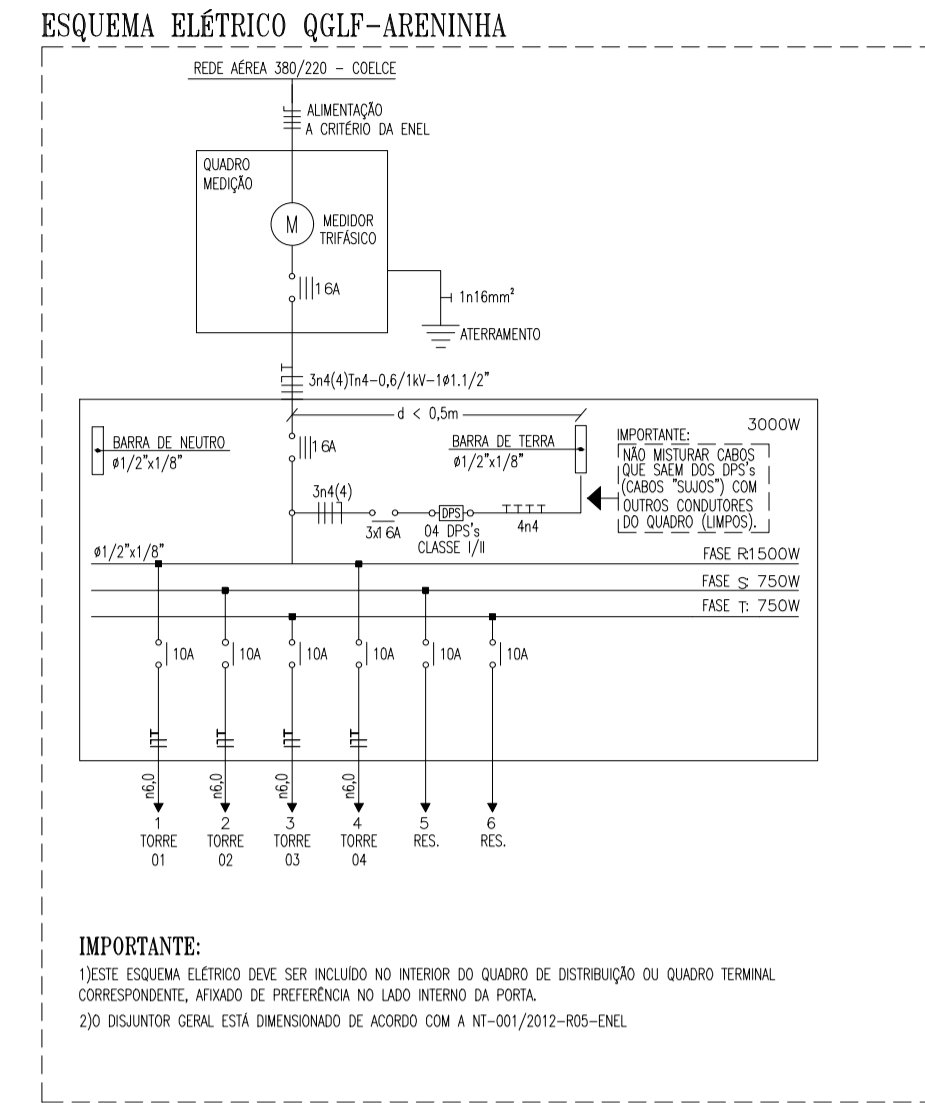 ESQUEMA ELÉTRICO QGLF-ARENINHA
REDE AÉREA 380/220 - COELCE
ALIMENTAÇÃO
A CRITÉRIO DA ENEL
QUADRO
MEDIÇÃO
M
MEDIDOR
TRIFÁSICO
16A
1n16mm²
ATERRAMENTO
3n4(4)Tn4-0,6/1kV-1ø1.1/2"
d < 0,5m
3000W
BARRA DE NEUTRO
ø1/2"x1/8"
16A
BARRA DE TERRA
ø1/2"x1/8"
IMPORTANTE:
NÃO MISTURAR CABOS
QUE SAEM DOS DPS's
(CABOS "SUJOS") COM
OUTROS CONDUTORES
DO QUADRO (LIMPOS).
3n4(4)
3x16A
DPS
04 DPS's
CLASSE I/II
4n4
ø1/2"x1/8"
FASE R1500W
FASE S: 750W
FASE T: 750W
10A 10A 10A 10A 10A 10A
n6,0 n6,0 n6,0 n6,0
1 2 3 4 5 6
TORRE TORRE TORRE TORRE RES. RES.
01 02 03 04
IMPORTANTE:
1)ESTE ESQUEMA ELÉTRICO DEVE SER INCLUÍDO NO INTERIOR DO QUADRO DE DISTRIBUIÇÃO OU QUADRO TERMINAL
CORRESPONDENTE, AFIXADO DE PREFERÊNCIA NO LADO INTERNO DA PORTA.
2)O DISJUNTOR GERAL ESTÁ DIMENSIONADO DE ACORDO COM A NT-001/2012-R05-ENEL